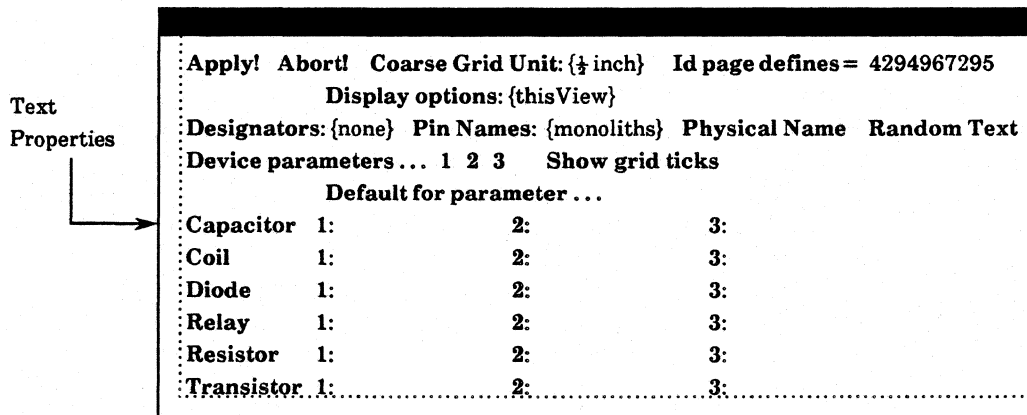 Text
Properties
Apply! Abort! Coarse Grid Unit: {½ inch} Id page defines = 4294967295
Display options: {thisView}
Designators: {none} Pin Names: {monoliths} Physical Name Random Text
Device parameters ... 1 2 3 Show grid ticks
Default for parameter ...
Capacitor 1: 2: 3:
Coil 1: 2: 3:
Diode 1: 2: 3:
Relay 1: 2: 3:
Resistor 1: 2: 3:
Transistor 1: 2: 3: